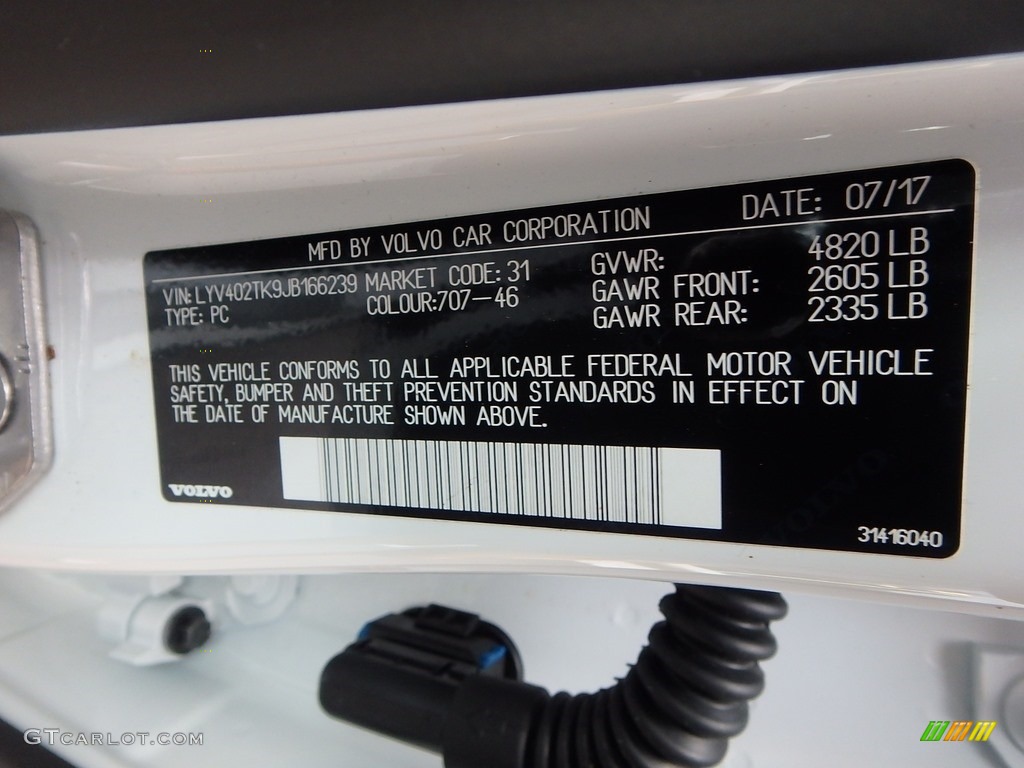 MFD BY VOLVO CAR CORPORATION DATE: 07/17
VIN: LYV402TK9JB166239 MARKET CODE: 31 GVWR: 4820 LB
TYPE: PC COLOUR:707-46 GAWR FRONT: 2605 LB
GAWR REAR: 2335 LB
THIS VEHICLE CONFORMS TO ALL APPLICABLE FEDERAL MOTOR VEHICLE
SAFETY, BUMPER AND THEFT PREVENTION STANDARDS IN EFFECT ON
THE DATE OF MANUFACTURE SHOWN ABOVE.
VOLVO
31416040
GTCARLOT.COM